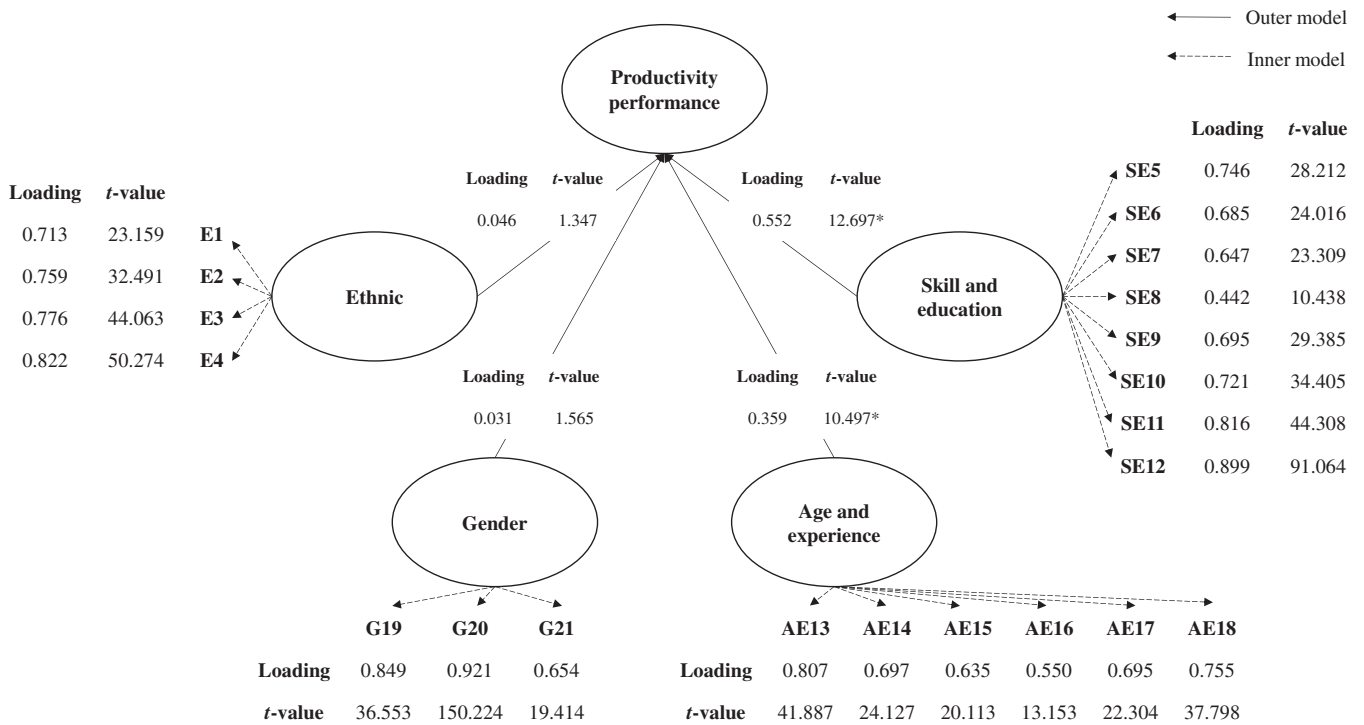 Outer model
Inner model
Productivity
performance
Loading t-value
0.046 1.347
Loading t-value
0.552 12.697*
Loading t-value
0.713 23.159 E1
0.759 32.491 E2
0.776 44.063 E3
0.822 50.274 E4
Ethnic
Skill and
education
Loading t-value
SE5 0.746 28.212
SE6 0.685 24.016
SE7 0.647 23.309
SE8 0.442 10.438
SE9 0.695 29.385
SE10 0.721 34.405
SE11 0.816 44.308
SE12 0.899 91.064
Loading t-value
0.031 1.565
Loading t-value
0.359 10.497*
Gender
Age and
experience
G19 G20 G21
Loading 0.849 0.921 0.654
t-value 36.553 150.224 19.414
AE13 AE14 AE15 AE16 AE17 AE18
Loading 0.807 0.697 0.635 0.550 0.695 0.755
t-value 41.887 24.127 20.113 13.153 22.304 37.798